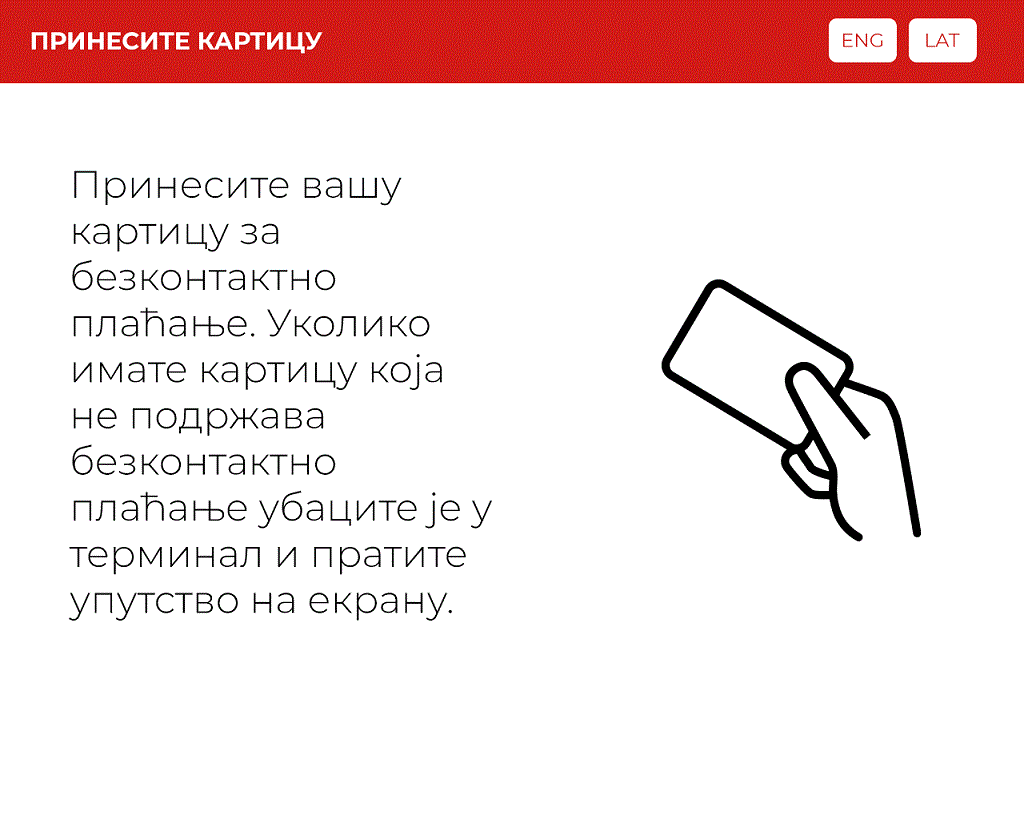 ПРИНЕСИТЕ КАРТИЦУ
ENG
LAT
Принесите вашу
картицу за
безконтактно
плаћање. Уколико
имате картицу која
не подржава
безконтактно
плаћање убаците је у
терминал и пратите
упутство на екрану.